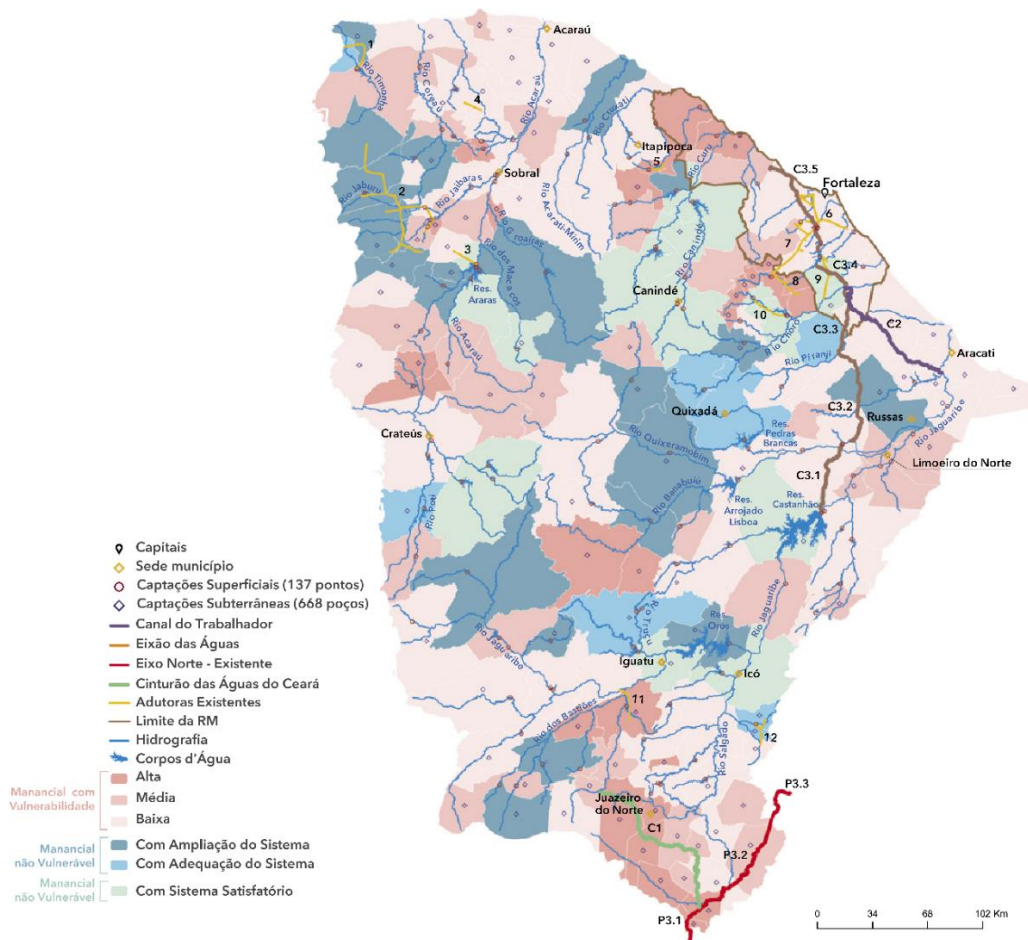 Acaraú
1
Rio Timonha
Rio Coreaú
4
Rio Acaraú
Rio Cruxati
Itapipoca
5
Rio Curu
C3.5
Fortaleza
6
Sobral
2
Rio Jaburu
Rio Jaibaras
Rio Acarati-Mirim
Rio Groaíras
Rio dos Macacos
3
Res.
Araras
7
C3.4
9
8
Rio Canindé
Canindé
10
Rio Choró
C3.3
C2
Rio Piranji
Aracati
Rio Acaraú
C3.2
Russas
Quixadá
Res.
Pedras
Brancas
Rio Jaguaribe
Rio Quixeramobim
Crateús
Limoeiro do Norte
C3.1
Rio Poti
Rio Banabuiú
Res.
Arrojado
Lisboa
Res.
Castanhão
Rio Jaguaribe
Rio Trussu
Res.
Orós
Rio Jaguaribe
Iguatu
Icó
11
Rio dos Bastiões
12
Rio Salgado
Juazeiro
do Norte
C1
P3.3
P3.2
P3.1
Capitais
Sede município
Captações Superficiais (137 pontos)
Captações Subterrâneas (668 poços)
Canal do Trabalhador
Eixão das Águas
Eixo Norte - Existente
Cinturão das Águas do Ceará
Adutoras Existentes
Limite da RM
Hidrografia
Corpos d'Água
Manancial com
Vulnerabilidade
Alta
Média
Baixa
Manancial
não Vulnerável
Com Ampliação do Sistema
Com Adequação do Sistema
Manancial
não Vulnerável
Com Sistema Satisfatório
0 34 68 102 Km